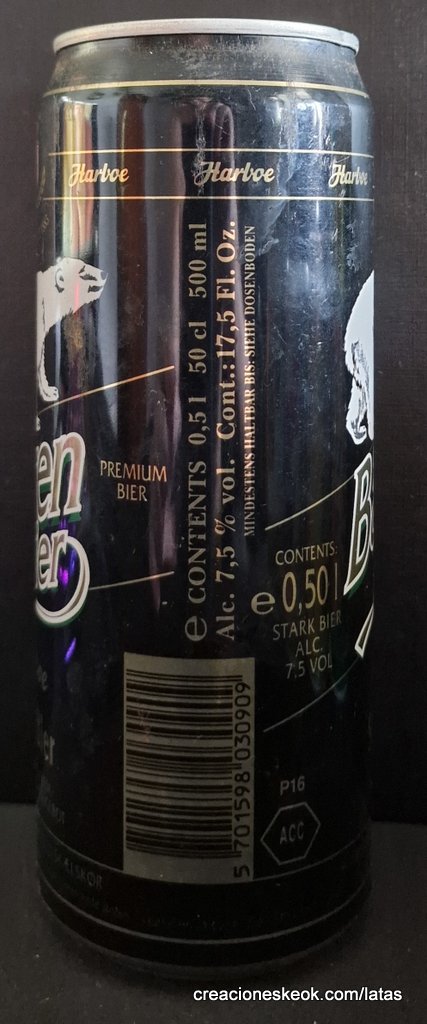 Harboe Harboe Harboe
en
er
PREMIUM
BIER
e CONTENTS 0,5 l 50 cl 500 ml
Alc. 7,5 % vol. Cont.: 17,5 Fl. Oz.
MINDESTENS HALTBAR BIS: SIEHE DOSENBODEN
B
CONTENTS:
e 0,50 l
STARK BIER
ALC.
7.5 VOL
5 701598 030909
P16
ACC
creacioneskeok.com/latas